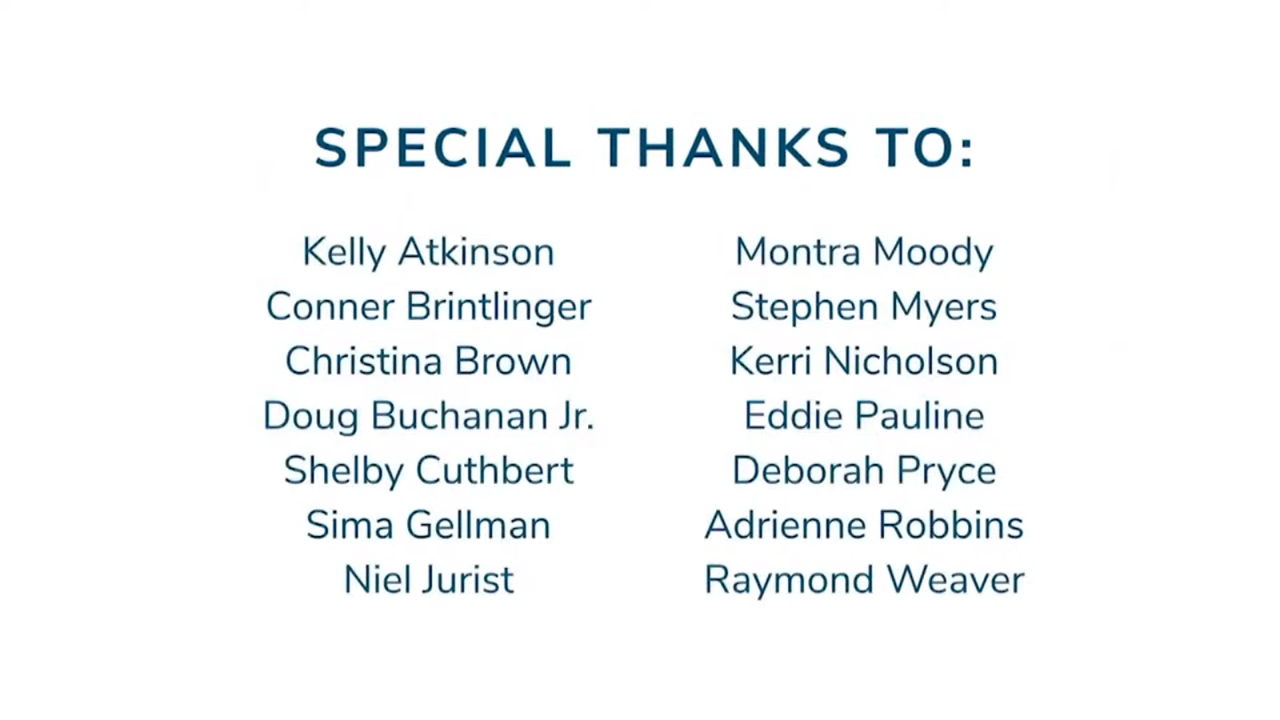 SPECIAL THANKS TO:
Kelly Atkinson
Conner Brintlinger
Christina Brown
Doug Buchanan Jr.
Shelby Cuthbert
Sima Gellman
Niel Jurist
Montra Moody
Stephen Myers
Kerri Nicholson
Eddie Pauline
Deborah Pryce
Adrienne Robbins
Raymond Weaver